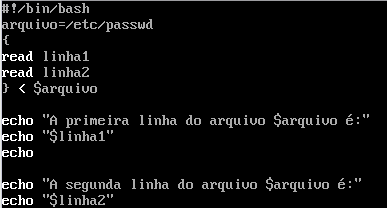 #!/bin/bash
arquivo=/etc/passwd
{
read linha1
read linha2
} < $arquivo
echo "A primeira linha do arquivo $arquivo é:"
echo "$linha1"
echo
echo "A segunda linha do arquivo $arquivo é:"
echo "$linha2"